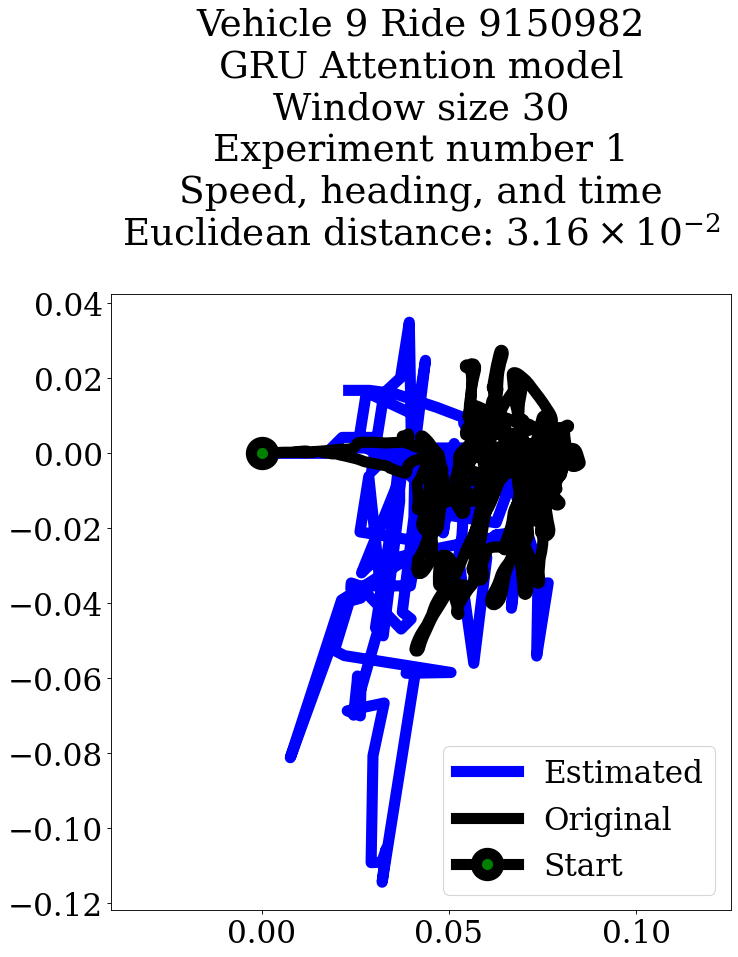 Vehicle 9 Ride 9150982
GRU Attention model
Window size 30
Experiment number 1
Speed, heading, and time
Euclidean distance: 3.16 × 10⁻²
0.04
0.02
0.00
−0.02
−0.04
−0.06
−0.08
−0.10
−0.12
Estimated
Original
Start
0.00 0.05 0.10